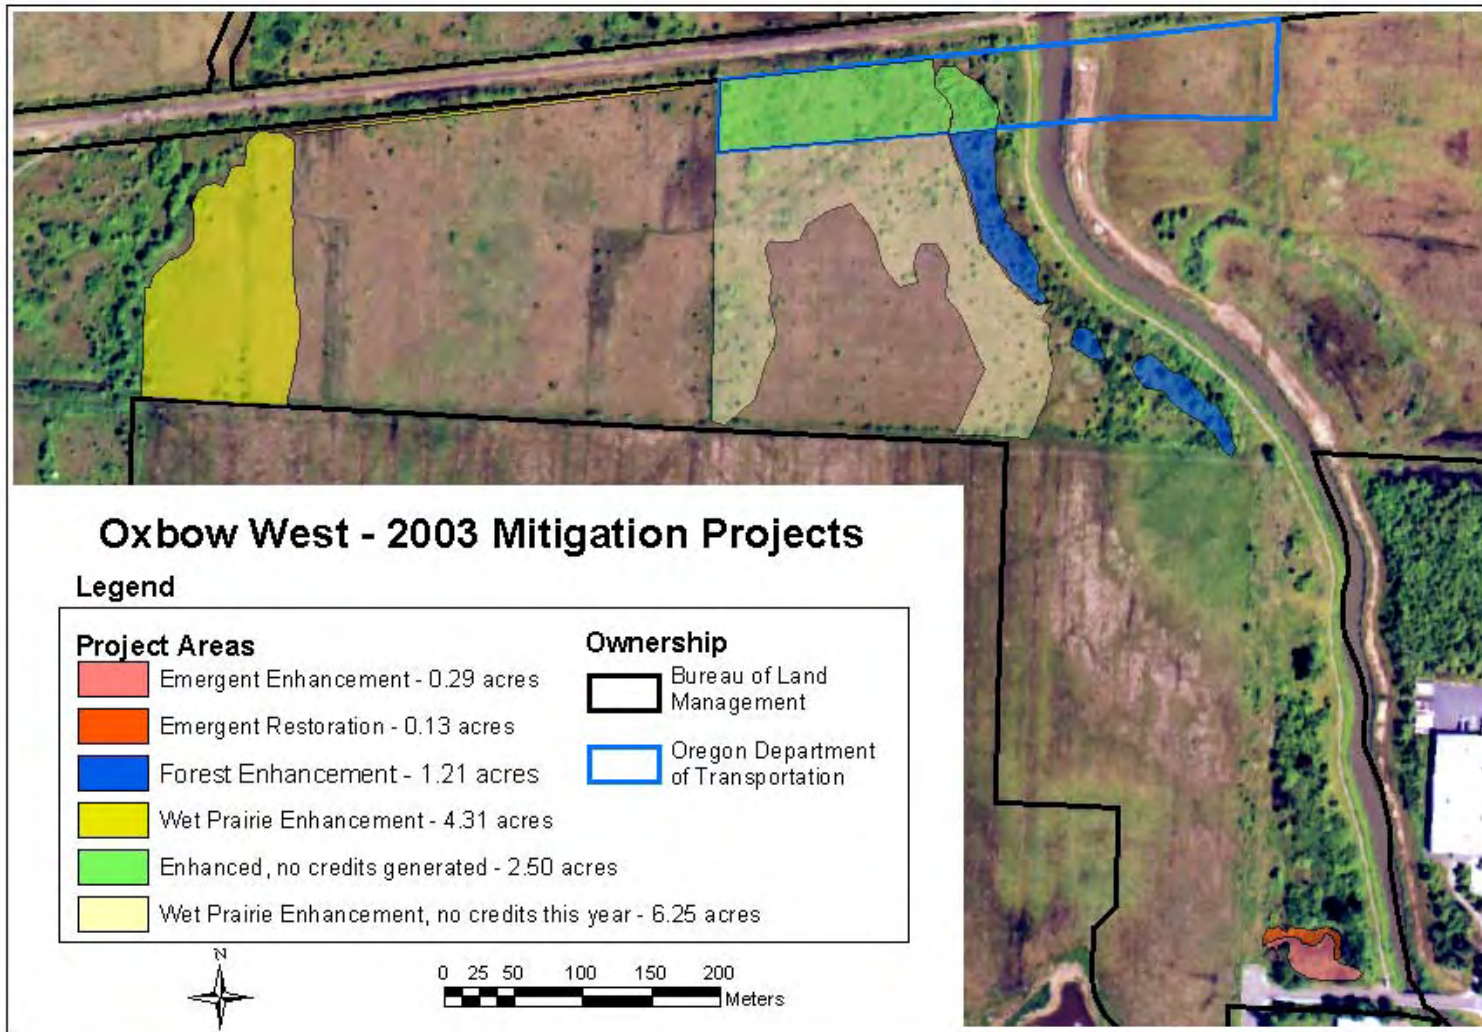 Oxbow West - 2003 Mitigation Projects
Legend
Project Areas
Emergent Enhancement - 0.29 acres
Emergent Restoration - 0.13 acres
Forest Enhancement - 1.21 acres
Wet Prairie Enhancement - 4.31 acres
Enhanced, no credits generated - 2.50 acres
Wet Prairie Enhancement, no credits this year - 6.25 acres
Ownership
Bureau of Land
Management
Oregon Department
of Transportation
N
0 25 50 100 150 200
Meters